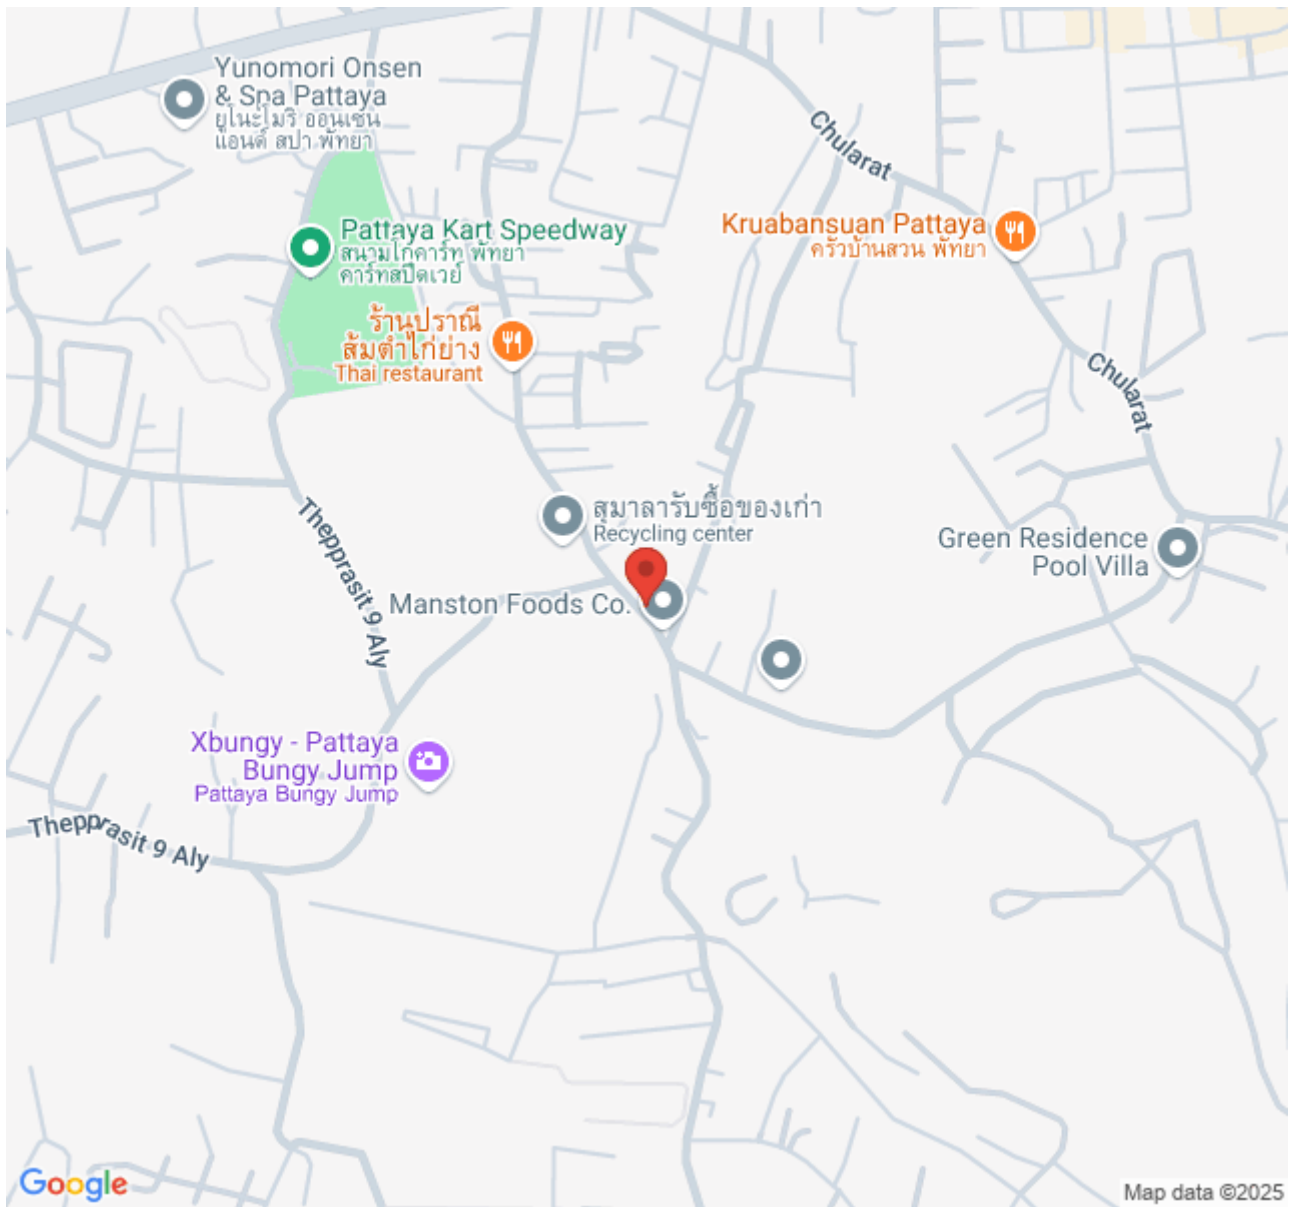 Yunomori Onsen
& Spa Pattaya
ยูโนะโมริ ออนเซ็น
แอนด์ สปา พัทยา
Chularat
Pattaya Kart Speedway
สนามโกคาร์ท พัทยา
คาร์ทสปีดเวย์
Kruabansuan Pattaya
ครัวบ้านสวน พัทยา
ร้านปราณี
ส้มตำไก่ย่าง
Thai restaurant
Chularat
Thepprasit 9 Aly
สุมาลารับซื้อของเก่า
Recycling center
Green Residence
Pool Villa
Manston Foods Co.
Xbungy - Pattaya
Bungy Jump
Pattaya Bungy Jump
Thepprasit 9 Aly
Google
Map data ©2025